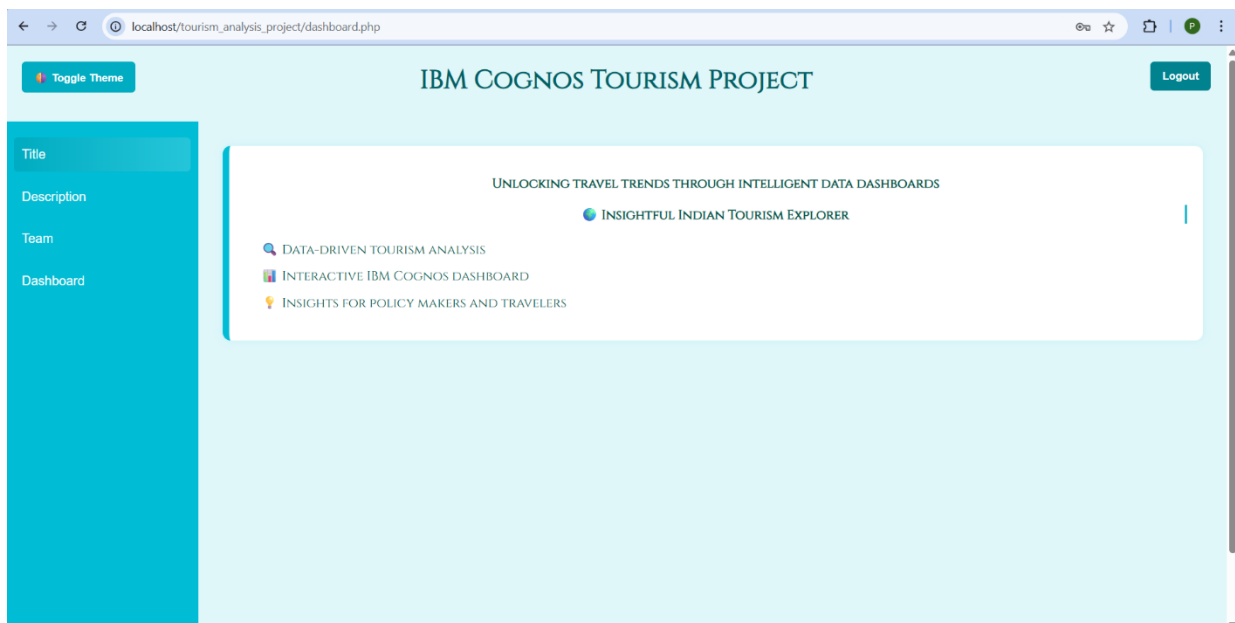 localhost/tourism_analysis_project/dashboard.php
P
Toggle Theme
IBM Cognos Tourism Project
Logout
Title
Description
Team
Dashboard
Unlocking travel trends through intelligent data dashboards
🌍 Insightful Indian Tourism Explorer
🔍 Data-driven tourism analysis
📊 Interactive IBM Cognos dashboard
💡 Insights for policy makers and travelers